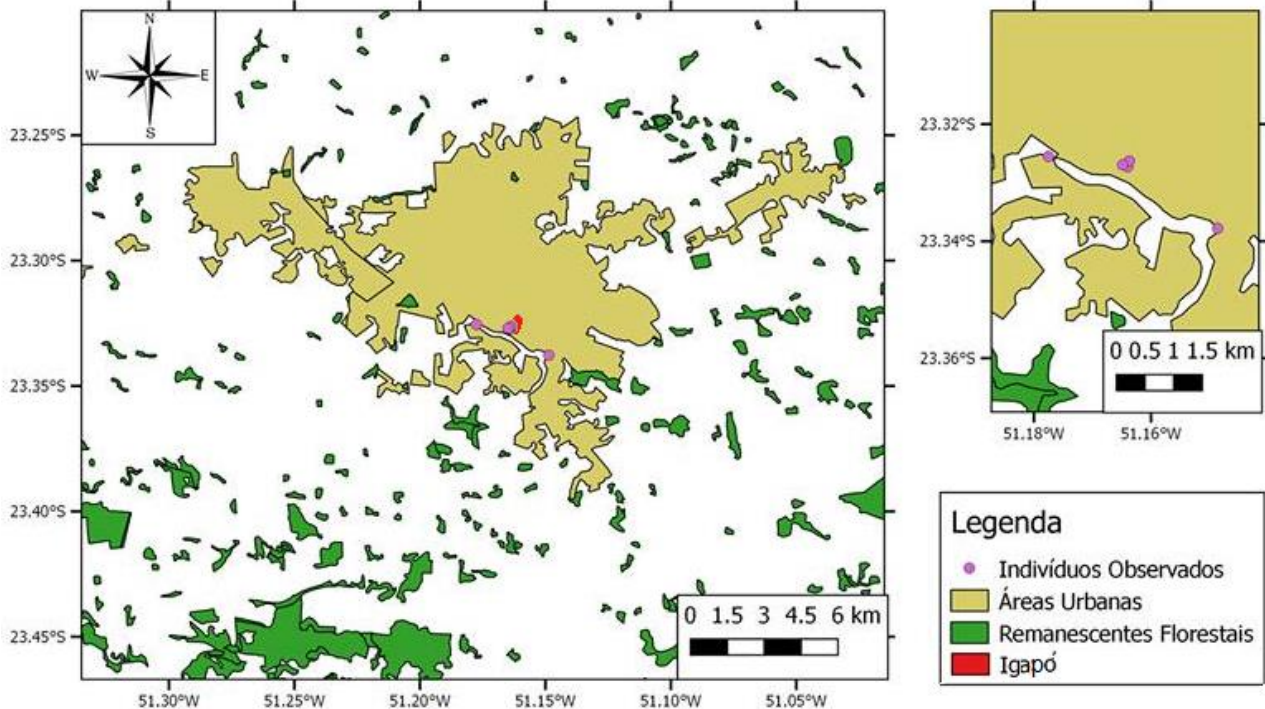 N
W E
S
23.25°S
23.30°S
23.35°S
23.40°S
23.45°S
51.30°W 51.25°W 51.20°W 51.15°W 51.10°W 51.05°W
0 1.5 3 4.5 6 km
23.32°S
23.34°S
23.36°S
0 0.5 1 1.5 km
51.18°W 51.16°W
Legenda
Indivíduos Observados
Áreas Urbanas
Remanescentes Florestais
Igapó